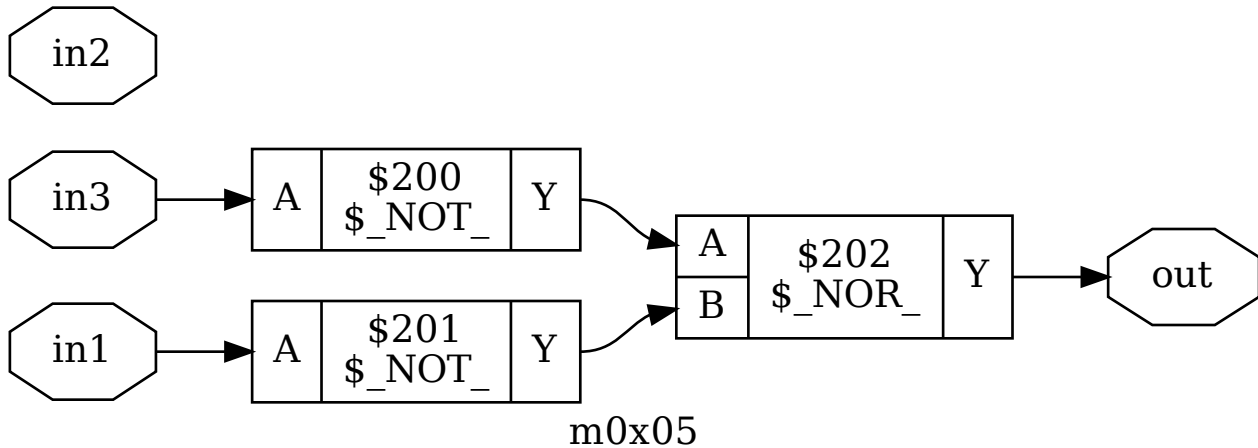 in2
in3
A
$200
$_NOT_
Y
in1
A
$201
$_NOT_
Y
A
B
$202
$_NOR_
Y
out
m0x05